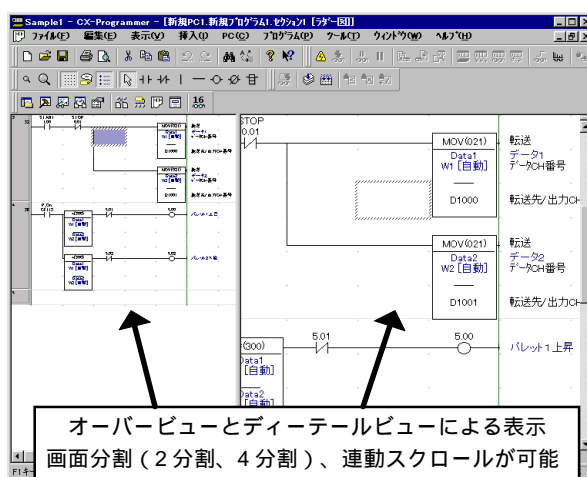 Sample1 - CX-Programmer - [新規PC1.新規ﾌﾟﾛｸﾞﾗﾑ1.ｾｸｼｮﾝ1 [ﾗﾀﾞｰ図]]
ﾌｧｲﾙ(F) 編集(E) 表示(V) 挿入(I) PC(C) ﾌﾟﾛｸﾞﾗﾑ(P) ﾂｰﾙ(T) ｳｨﾝﾄﾞｳ(W) ﾍﾙﾌﾟ(H)
16
STOP
0.01
MOV(021) 転送
Data1 データ1
W1 [自動] ﾃﾞｰﾀCH番号
D1000 転送先/出力CH
MOV(021) 転送
Data2 データ2
W2 [自動] ﾃﾞｰﾀCH番号
D1001 転送先/出力CH
(300)
5.01 5.00
パレット1上昇
Data1
[自動]
Data2
[自動]
オーバービューとディーテールビューによる表示
画面分割(2分割、4分割)、連動スクロールが可能